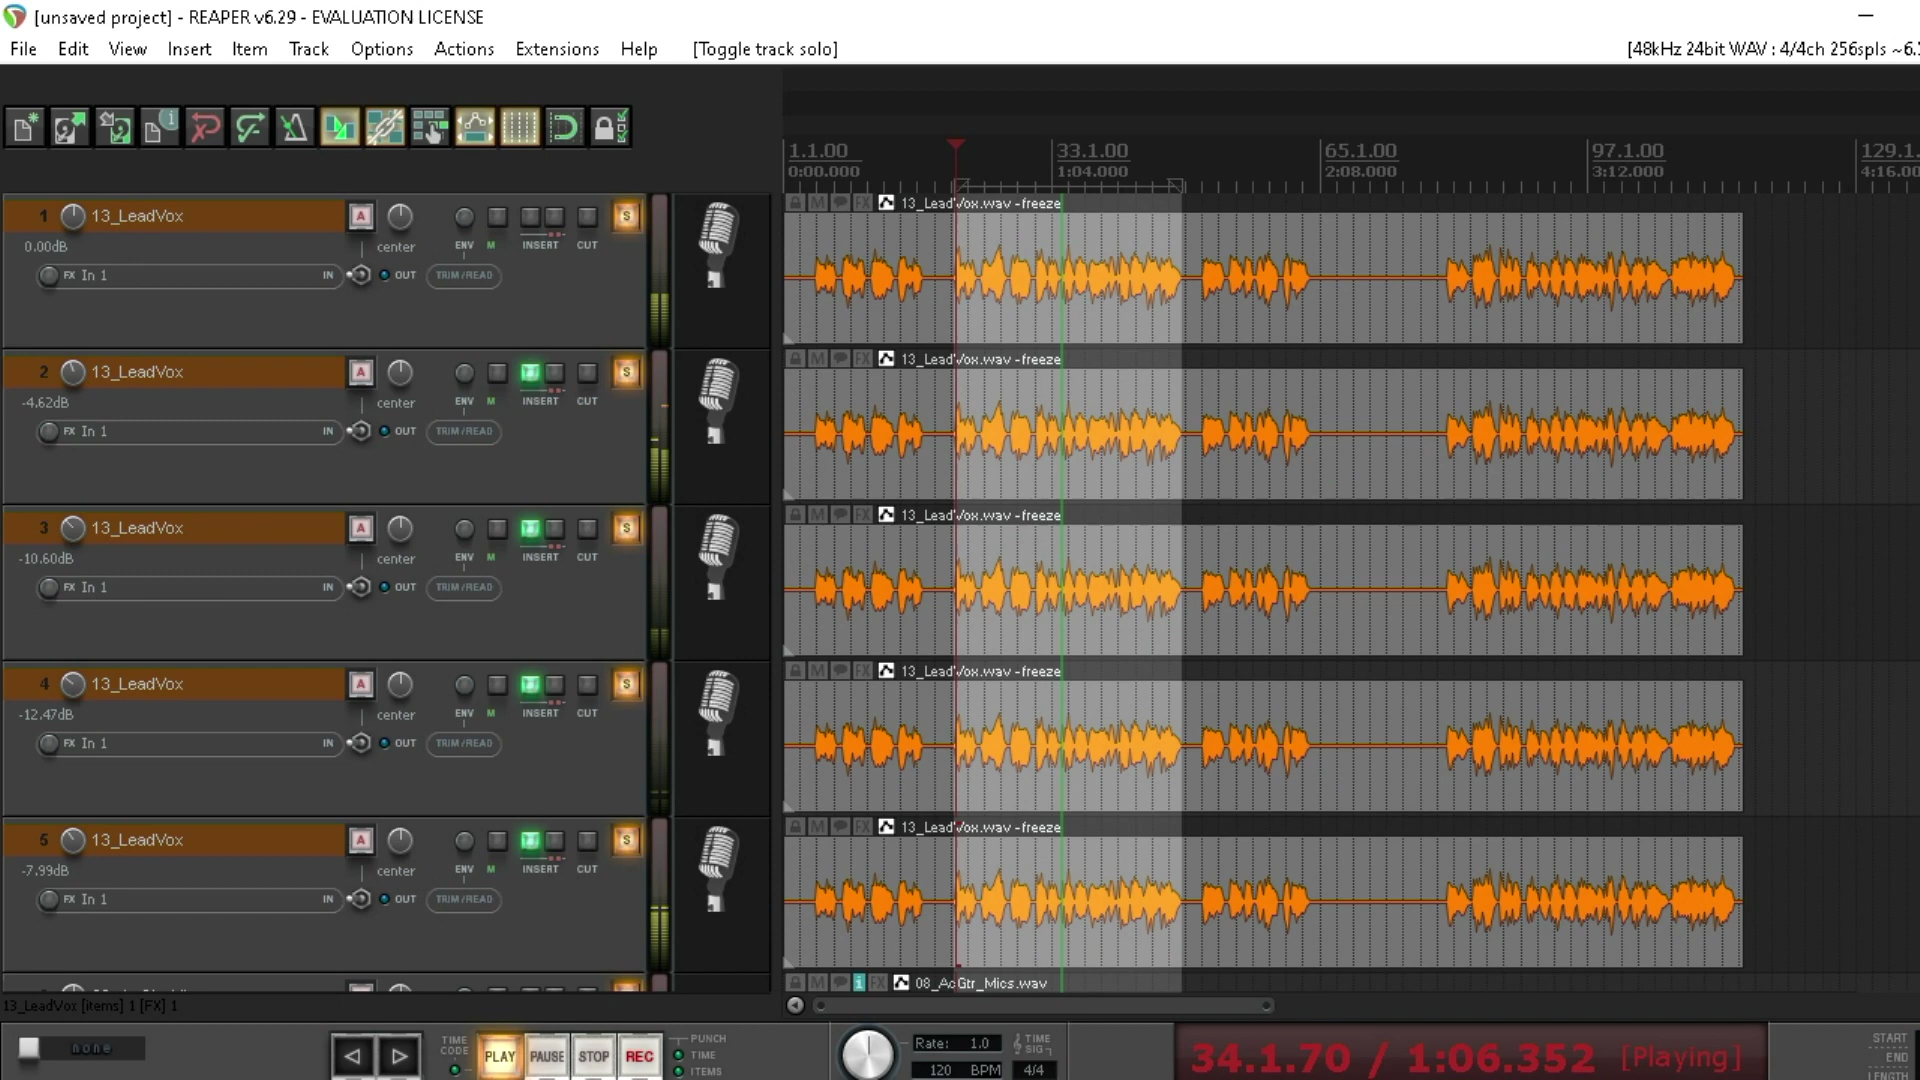 [unsaved project] - REAPER v6.29 - EVALUATION LICENSE
File Edit View Insert Item Track Options Actions Extensions Help [Toggle track solo] [48kHz 24bit WAV : 4/4ch 256spls ~6.
1.1.00 33.1.00 65.1.00 97.1.00 129.1.
0:00.000 1:04.000 2:08.000 3:12.000 4:16.00
1 13_LeadVox A S
0.00dB center ENV M INSERT CUT
FX In 1 IN OUT TRIM/READ
M FX 13_LeadVox.wav -freeze
2 13_LeadVox A S
-4.62dB center ENV M INSERT CUT
FX In 1 IN OUT TRIM/READ
M FX 13_LeadVox.wav -freeze
3 13_LeadVox A S
-10.60dB center ENV M INSERT CUT
FX In 1 IN OUT TRIM/READ
M FX 13_LeadVox.wav -freeze
4 13_LeadVox A S
-12.47dB center ENV M INSERT CUT
FX In 1 IN OUT TRIM/READ
M FX 13_LeadVox.wav -freeze
5 13_LeadVox A S
-7.99dB center ENV M INSERT CUT
FX In 1 IN OUT TRIM/READ
M FX 13_LeadVox.wav -freeze
M i FX 08_AcGtr_Mics.wav
13_LeadVox [items] 1 [FX] 1
none
TIME CODE
PLAY PAUSE STOP REC
PUNCH
TIME
ITEMS
Rate: 1.0
120 BPM
TIME SIG
4/4
34.1.70 / 1:06.352 [Playing]
START
END
LENGTH